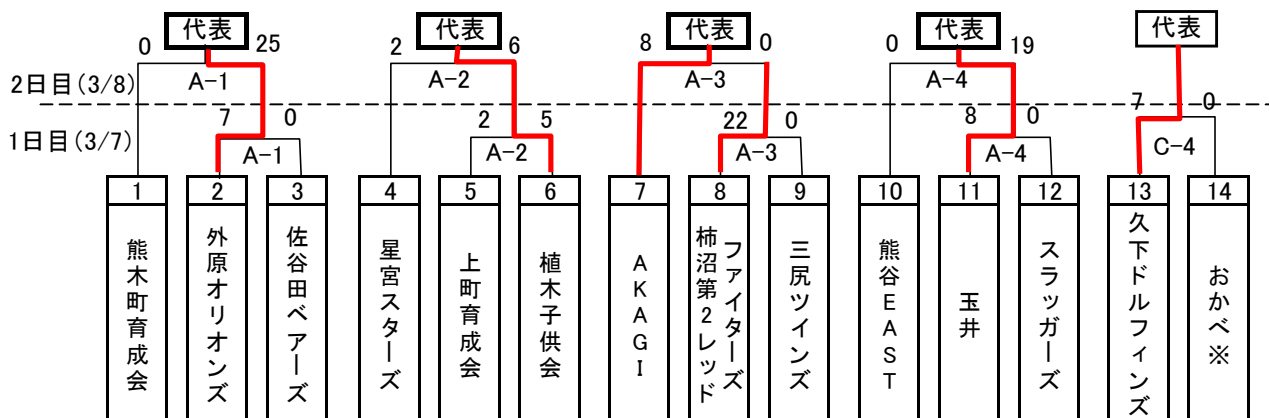 代表 代表 代表 代表 代表
0 25 2 6 8 0 0 19
2日目(3/8) A-1 A-2 A-3 A-4
7 0 2 5 22 0 8 0 7 0
1日目(3/7) A-1 A-2 A-3 A-4 C-4
1 2 3 4 5 6 7 8 9 10 11 12 13 14
熊木町育成会
外原オリオンズ
佐谷田ベアーズ
星宮スターズ
上町育成会
植木子供会
AKAGI
柿沼第2レッド
ファイターズ
三尻ツインズ
熊谷EAST
玉井
スラッガーズ
久下ドルフィンズ
おかべ※